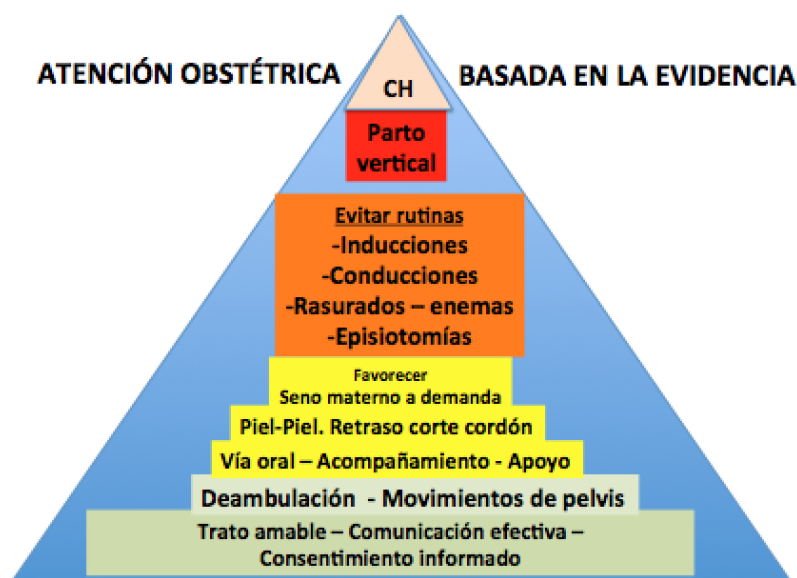 ATENCIÓN OBSTÉTRICA
BASADA EN LA EVIDENCIA
CH
Parto
vertical
Evitar rutinas
-Inducciones
-Conducciones
-Rasurados – enemas
-Episiotomías
Favorecer
Seno materno a demanda
Piel-Piel. Retraso corte cordón
Vía oral – Acompañamiento - Apoyo
Deambulación - Movimientos de pelvis
Trato amable – Comunicación efectiva –
Consentimiento informado